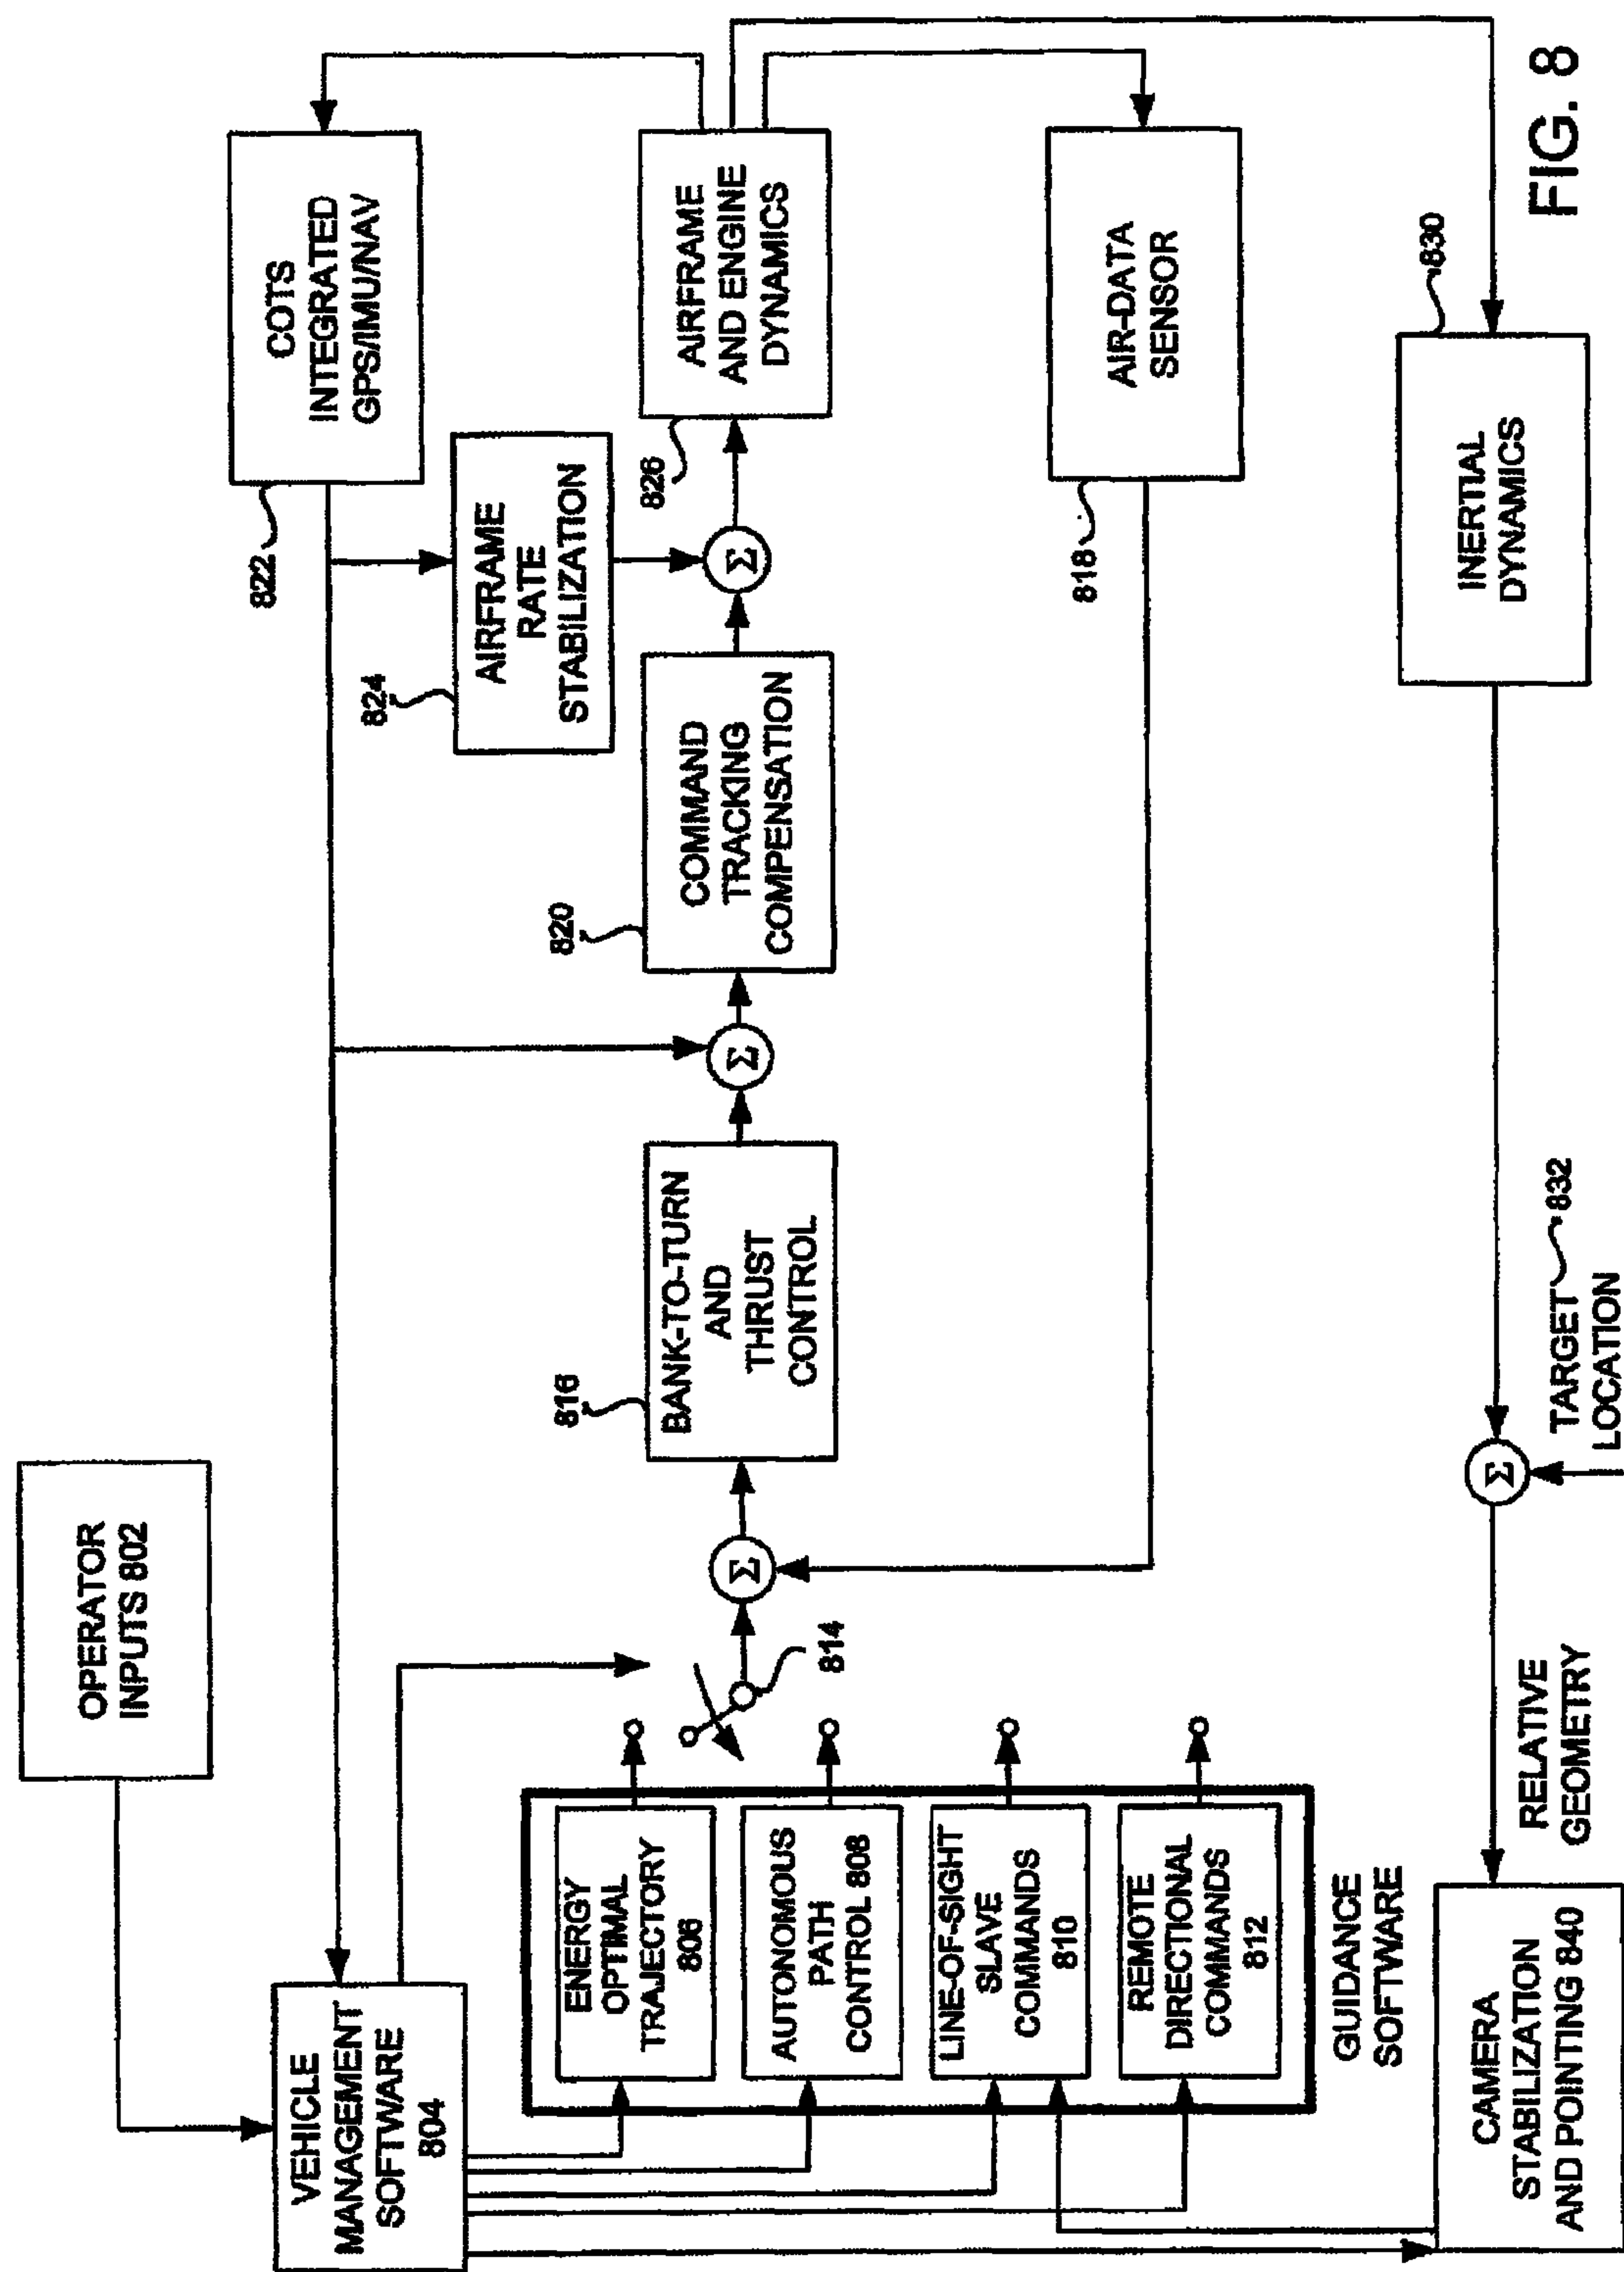 OPERATOR
INPUTS 802
VEHICLE
MANAGEMENT
SOFTWARE
804
COTS
INTEGRATED
GPS/IMU/NAV
822
AIRFRAME
RATE
STABILIZATION
824
ENERGY
OPTIMAL
TRAJECTORY
806
AUTONOMOUS
PATH
CONTROL 808
LINE-OF-SIGHT
SLAVE
COMMANDS
810
REMOTE
DIRECTIONAL
COMMANDS
812
GUIDANCE
SOFTWARE
814
Σ
BANK-TO-TURN
AND
THRUST
CONTROL
816
Σ
COMMAND
TRACKING
COMPENSATION
820
Σ
AIRFRAME
AND ENGINE
DYNAMICS
826
AIR-DATA
SENSOR
818
CAMERA
STABILIZATION
AND POINTING 840
RELATIVE
GEOMETRY
Σ
TARGET 832
LOCATION
INERTIAL
DYNAMICS
830
FIG. 8